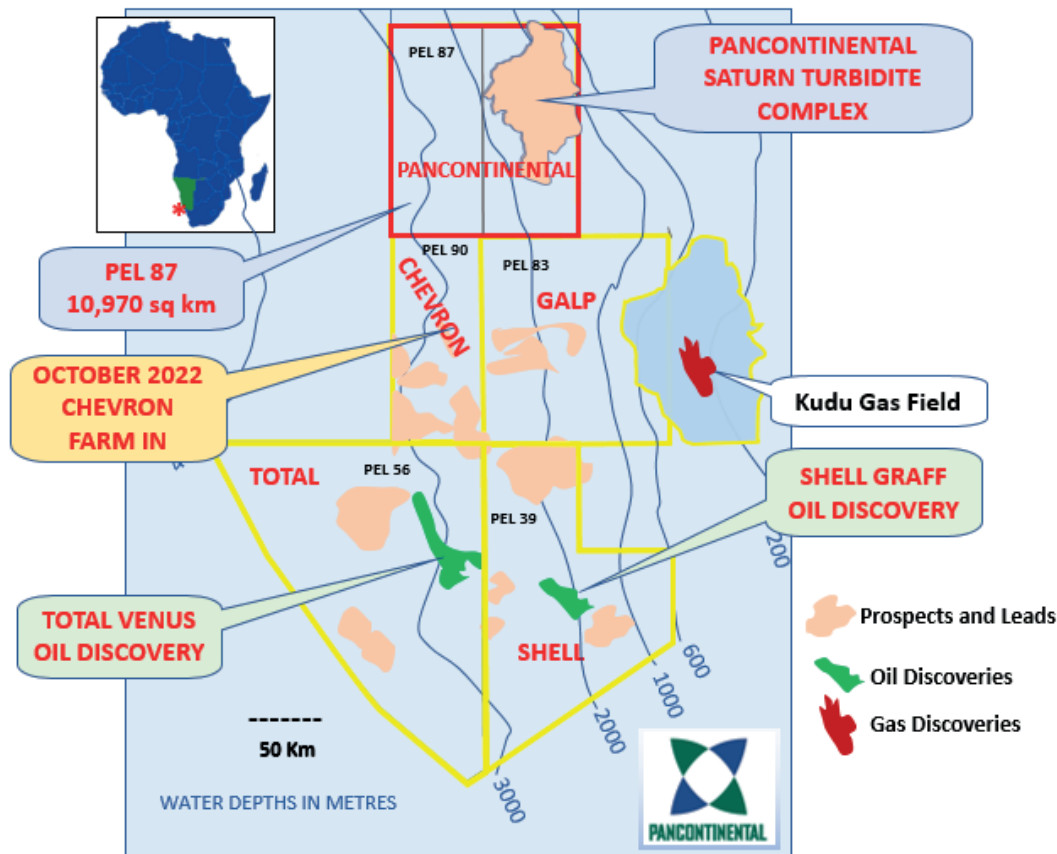 PEL 87
PANCONTINENTAL
SATURN TURBIDITE
COMPLEX
PANCONTINENTAL
PEL 87
10,970 sq km
PEL 90
CHEVRON
PEL 83
GALP
OCTOBER 2022
CHEVRON
FARM IN
Kudu Gas Field
TOTAL
PEL 56
PEL 39
SHELL GRAFF
OIL DISCOVERY
200
TOTAL VENUS
OIL DISCOVERY
SHELL
Prospects and Leads
Oil Discoveries
Gas Discoveries
600
1000
2000
3000
50 Km
WATER DEPTHS IN METRES
PANCONTINENTAL